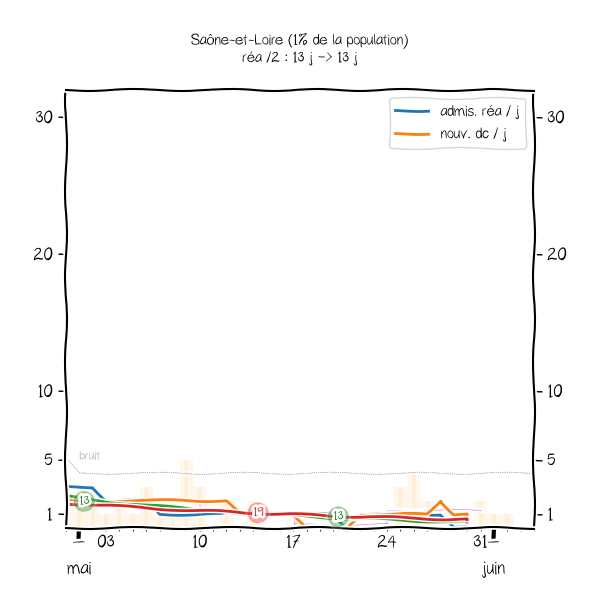 Saône-et-Loire (1% de la population)
réa /2 : 13 j -> 13 j
admis. réa / j
nouv. dc / j
30 30
20 20
10 10
5 5
1 1
bruit
13 19 13
03 10 17 24 31
mai juin